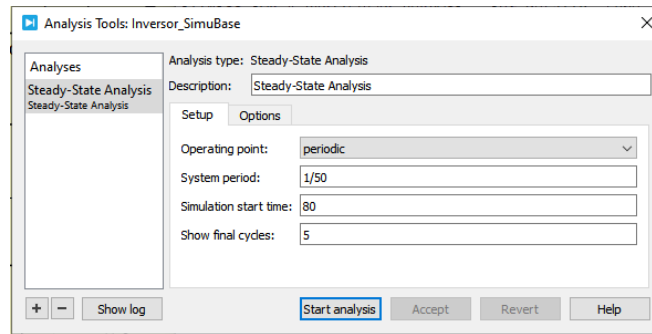 Analysis Tools: Inversor_SimuBase
Analyses
Steady-State Analysis
Steady-State Analysis
Analysis type: Steady-State Analysis
Description: Steady-State Analysis
Setup Options
Operating point: periodic
System period: 1/50
Simulation start time: 80
Show final cycles: 5
+ − Show log Start analysis Accept Revert Help